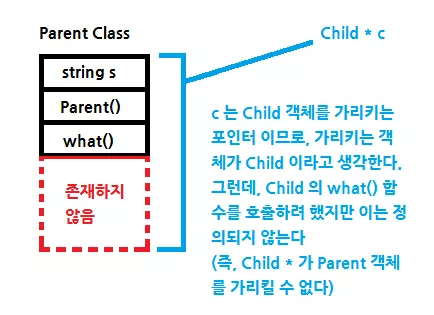 Parent Class
Child * c
string s
Parent()
what()
존재하지
않음
c 는 Child 객체를 가리키는
포인터 이므로, 가리키는 객
체가 Child 이라고 생각한다.
그런데, Child 의 what() 함
수를 호출하려 했지만 이는 정
의되지 않는다
(즉, Child * 가 Parent 객체
를 가리킬 수 없다)